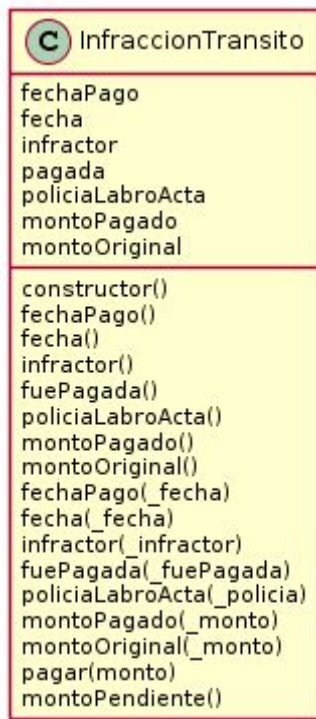 C InfraccionTransito
fechaPago
fecha
infractor
pagada
policiaLabroActa
montoPagado
montoOriginal
constructor()
fechaPago()
fecha()
infractor()
fuePagada()
policiaLabroActa()
montoPagado()
montoOriginal()
fechaPago(_fecha)
fecha(_fecha)
infractor(_infractor)
fuePagada(_fuePagada)
policiaLabroActa(_policia)
montoPagado(_monto)
montoOriginal(_monto)
pagar(monto)
montoPendiente()